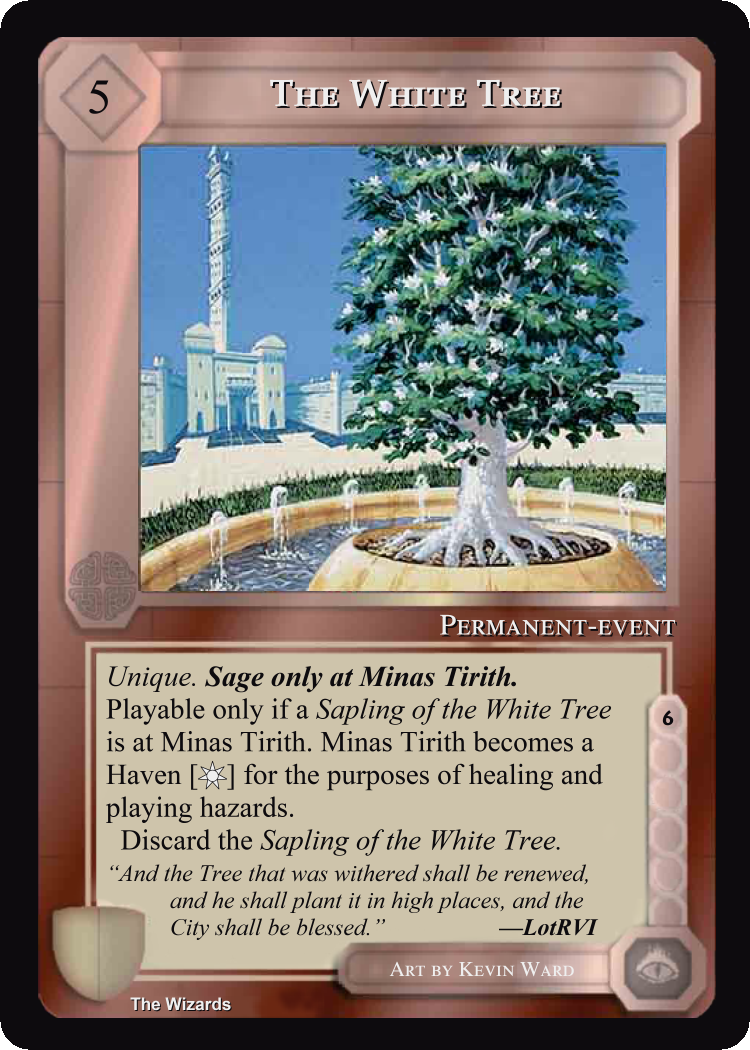 5
The White Tree
Permanent-event
Unique. Sage only at Minas Tirith.
Playable only if a Sapling of the White Tree
is at Minas Tirith. Minas Tirith becomes a
Haven [] for the purposes of healing and
playing hazards.
Discard the Sapling of the White Tree.
6
“And the Tree that was withered shall be renewed,
and he shall plant it in high places, and the
City shall be blessed.” —LotRVI
Art by Kevin Ward
The Wizards